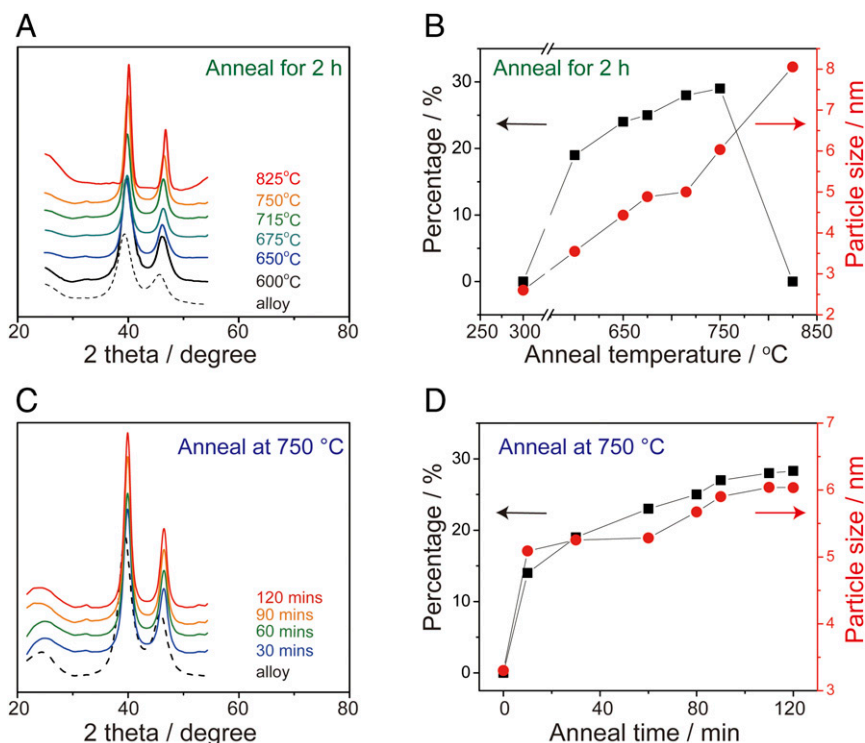 A
Anneal for 2 h
825°C
750°C
715°C
675°C
650°C
600°C
alloy
20 40 60 80
2 theta / degree
B
Anneal for 2 h
Percentage / %
30
20
10
0
Particle size / nm
8
7
6
5
4
3
2
250 300 650 750 850
Anneal temperature / °C
C
Anneal at 750 °C
120 mins
90 mins
60 mins
30 mins
alloy
20 40 60 80
2 theta / degree
D
Anneal at 750 °C
Percentage / %
30
20
10
0
Particle size / nm
7
6
5
4
3
0 40 80 120
Anneal time / min